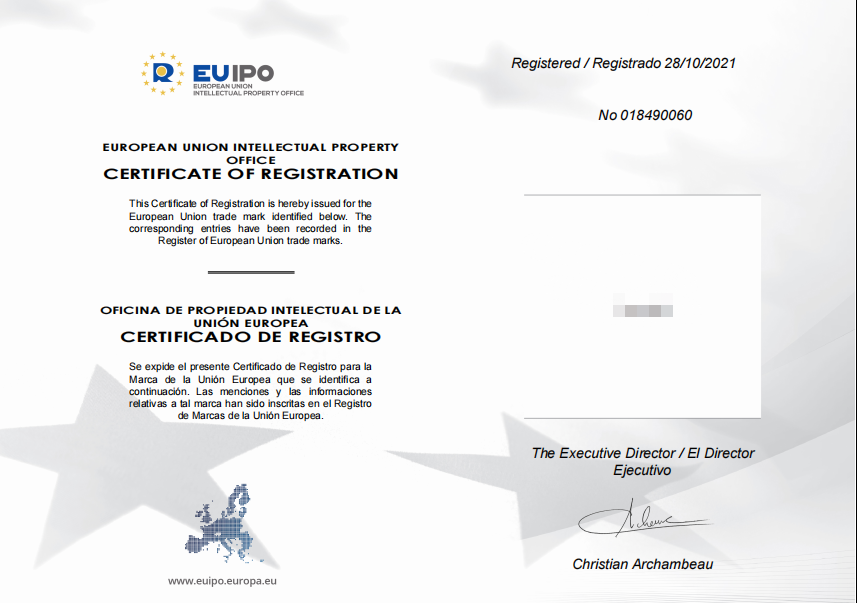 EUIPO
EUROPEAN UNION
INTELLECTUAL PROPERTY OFFICE
EUROPEAN UNION INTELLECTUAL PROPERTY
OFFICE
CERTIFICATE OF REGISTRATION
This Certificate of Registration is hereby issued for the
European Union trade mark identified below. The
corresponding entries have been recorded in the
Register of European Union trade marks.
OFICINA DE PROPIEDAD INTELECTUAL DE LA
UNIÓN EUROPEA
CERTIFICADO DE REGISTRO
Se expide el presente Certificado de Registro para la
Marca de la Unión Europea que se identifica a
continuación. Las menciones y las informaciones
relativas a tal marca han sido inscritas en el Registro
de Marcas de la Unión Europea.
www.euipo.europa.eu
Registered / Registrado 28/10/2021
No 018490060
The Executive Director / El Director
Ejecutivo
Christian Archambeau